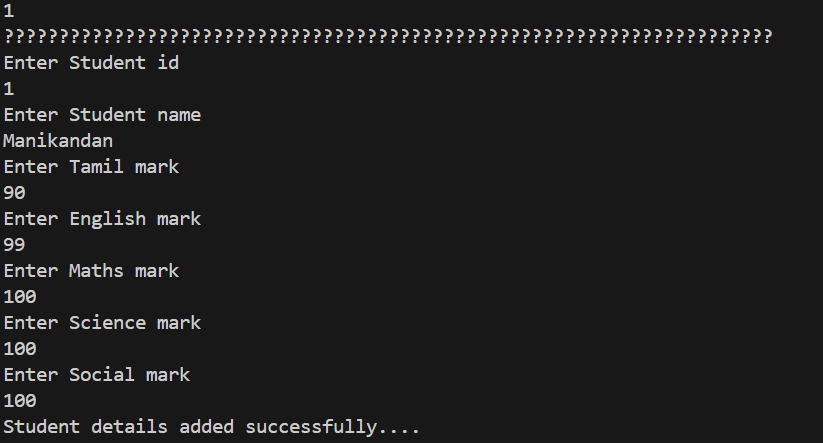 1
??????????????????????????????????????????????????????????????????????
Enter Student id
1
Enter Student name
Manikandan
Enter Tamil mark
90
Enter English mark
99
Enter Maths mark
100
Enter Science mark
100
Enter Social mark
100
Student details added successfully....